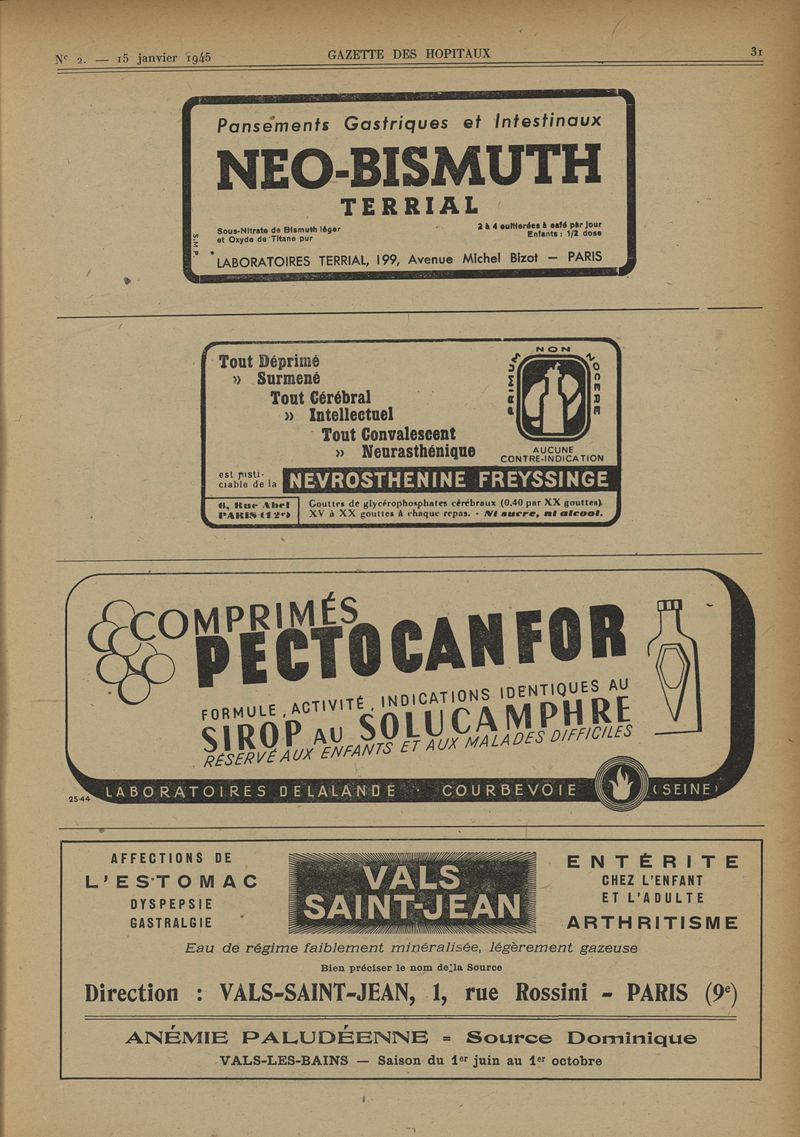 Nº 2. — 15 janvier 1945
GAZETTE DES HOPITAUX
31
Pansements Gastriques et Intestinaux
NEO-BISMUTH
TERRIAL
Sous-Nitrate de Bismuth léger
et Oxyde de Titane pur
2 à 4 cuillerées à café par jour
Enfants : 1/2 dose
S.M.P.
LABORATOIRES TERRIAL, 199, Avenue Michel Bizot — PARIS
Tout Déprimé
» Surmené
Tout Cérébral
» Intellectuel
Tout Convalescent
» Neurasthénique
PRIMUM NON NOCERE
AUCUNE
CONTRE-INDICATION
est justi-
ciable de la
NEVROSTHENINE FREYSSINGE
6, Rue Abel
PARIS (12e)
Gouttes de glycérophosphates cérébraux (0.40 par XX gouttes).
XV à XX gouttes à chaque repas. - Ni sucre, ni alcool.
COMPRIMÉS
PECTOCANFOR
FORMULE, ACTIVITÉ, INDICATIONS IDENTIQUES AU
SIROP AU SOLUCAMPHRE
RÉSERVÉ AUX ENFANTS ET AUX MALADES DIFFICILES
25-44
LABORATOIRES DELALANDE · COURBEVOIE (SEINE)
AFFECTIONS DE
L'ESTOMAC
DYSPEPSIE
GASTRALGIE
VALS
SAINT-JEAN
ENTÉRITE
CHEZ L'ENFANT
ET L'ADULTE
ARTHRITISME
Eau de régime faiblement minéralisée, légèrement gazeuse
Bien préciser le nom de la Source
Direction : VALS-SAINT-JEAN, 1, rue Rossini - PARIS (9e)
ANÉMIE PALUDÉENNE = Source Dominique
VALS-LES-BAINS — Saison du 1er juin au 1er octobre